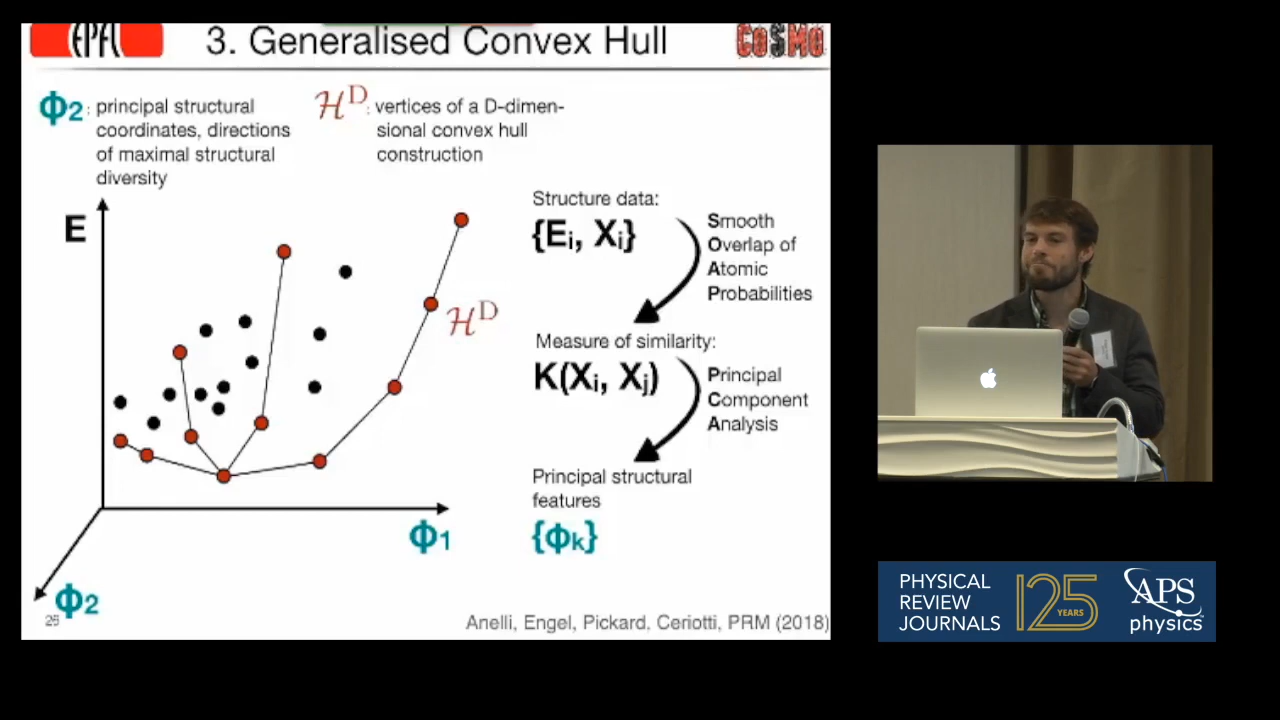 EPFL
3. Generalised Convex Hull
COSMO
Φ2: principal structural
coordinates, directions
of maximal structural
diversity
ℋD: vertices of a D-dimen-
sional convex hull
construction
E
ℋD
Φ1
Φ2
Structure data:
{Ei, Xi}
Smooth
Overlap of
Atomic
Probabilities
Measure of similarity:
K(Xi, Xj)
Principal
Component
Analysis
Principal structural
features
{Φk}
Anelli, Engel, Pickard, Ceriotti, PRM (2018)
PHYSICAL
REVIEW
JOURNALS
125
YEARS
APS
physics